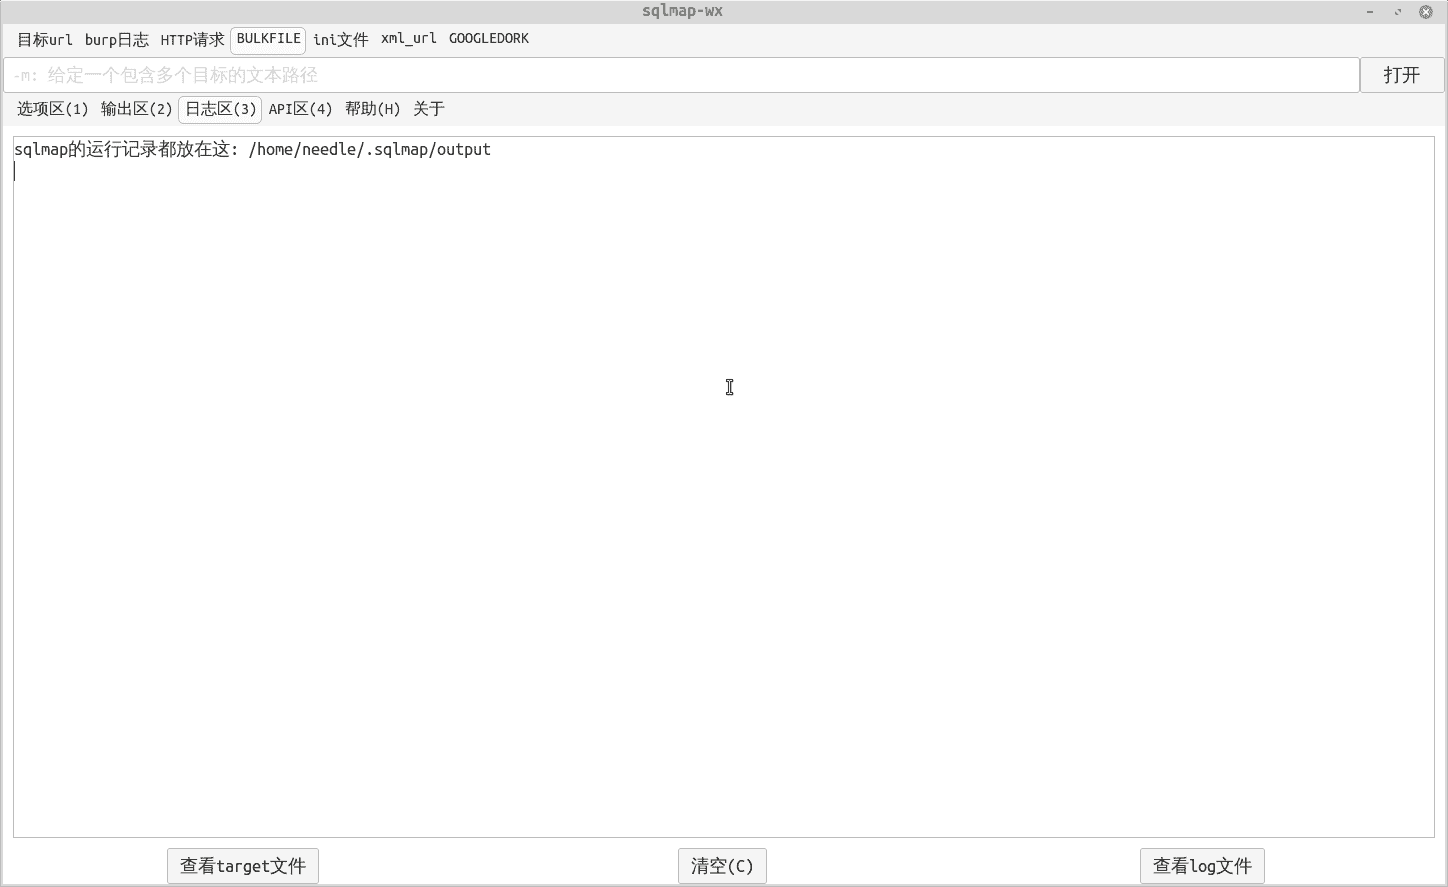 sqlmap-wx
目标url burp日志 HTTP请求 BULKFILE ini文件 xml_url GOOGLEDORK
-m: 给定一个包含多个目标的文本路径 打开
选项区(1) 输出区(2) 日志区(3) API区(4) 帮助(H) 关于
sqlmap的运行记录都放在这: /home/needle/.sqlmap/output
查看target文件 清空(C) 查看log文件